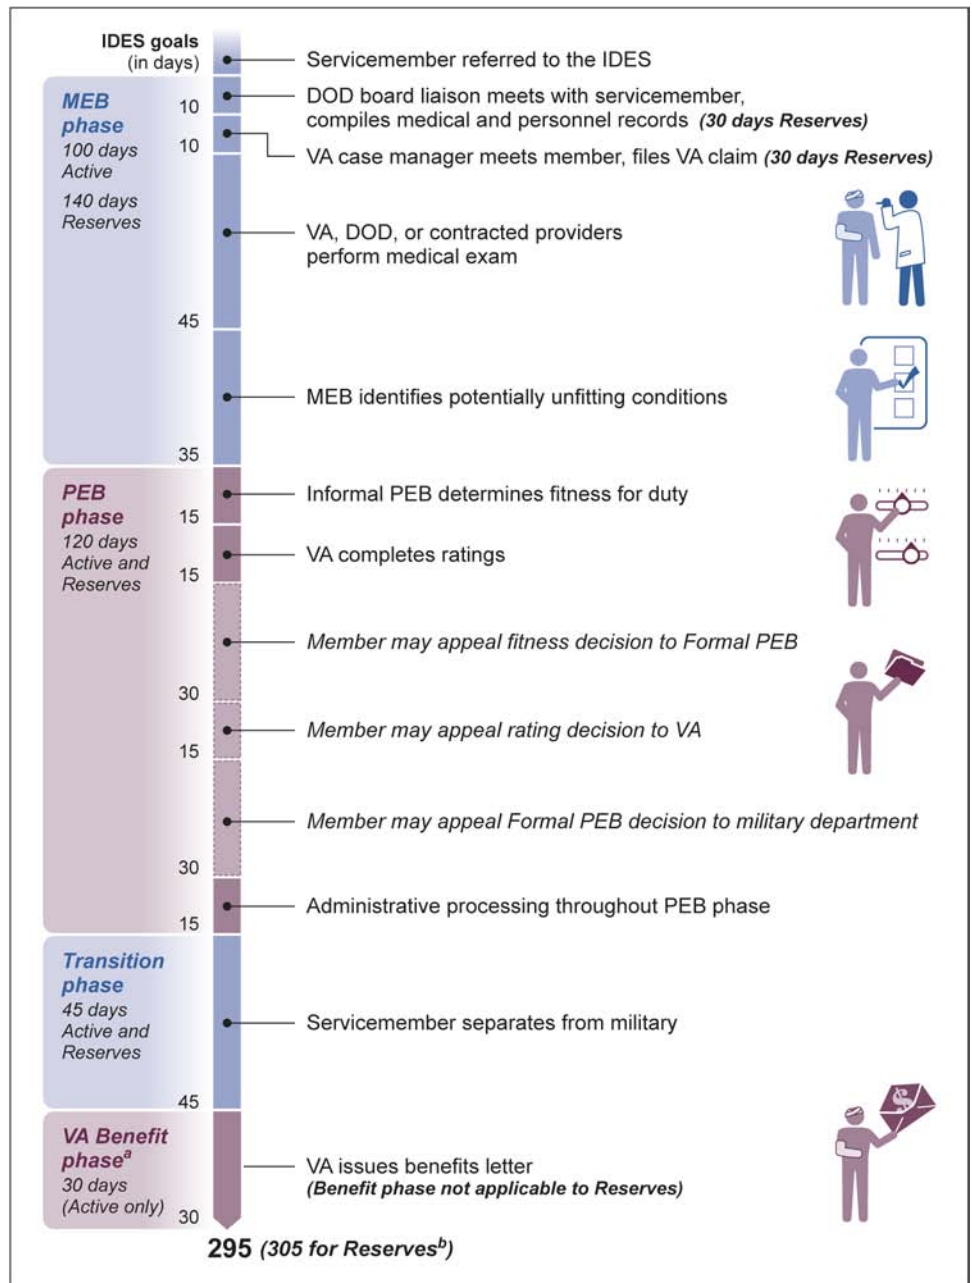 IDES goals
(in days)
Servicemember referred to the IDES
MEB
phase
100 days
Active
140 days
Reserves
10
DOD board liaison meets with servicemember,
compiles medical and personnel records (30 days Reserves)
10
VA case manager meets member, files VA claim (30 days Reserves)
VA, DOD, or contracted providers
perform medical exam
45
MEB identifies potentially unfitting conditions
35
PEB
phase
120 days
Active and
Reserves
Informal PEB determines fitness for duty
15
VA completes ratings
15
Member may appeal fitness decision to Formal PEB
30
Member may appeal rating decision to VA
15
Member may appeal Formal PEB decision to military department
30
Administrative processing throughout PEB phase
15
Transition
phase
45 days
Active and
Reserves
Servicemember separates from military
45
VA Benefit
phaseᵃ
30 days
(Active only)
VA issues benefits letter
(Benefit phase not applicable to Reserves)
30
$
295 (305 for Reservesᵇ)